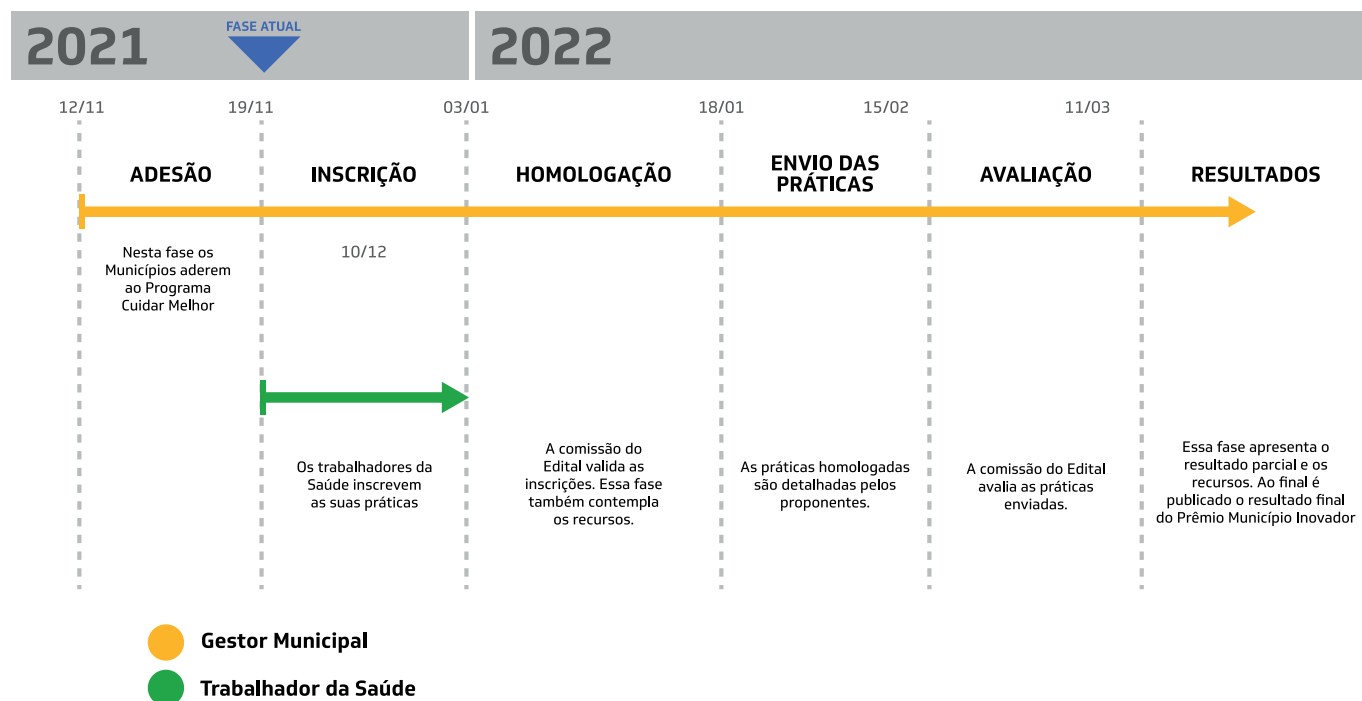 2021
FASE ATUAL
2022
12/11
19/11
03/01
18/01
15/02
11/03
ADESÃO
INSCRIÇÃO
HOMOLOGAÇÃO
ENVIO DAS
PRÁTICAS
AVALIAÇÃO
RESULTADOS
Nesta fase os
Municípios aderem
ao Programa
Cuidar Melhor
10/12
Os trabalhadores da
Saúde inscrevem
as suas práticas
A comissão do
Edital valida as
inscrições. Essa fase
também contempla
os recursos.
As práticas homologadas
são detalhadas pelos
proponentes.
A comissão do Edital
avalia as práticas
enviadas.
Essa fase apresenta o
resultado parcial e os
recursos. Ao final é
publicado o resultado final
do Prêmio Município Inovador
Gestor Municipal
Trabalhador da Saúde